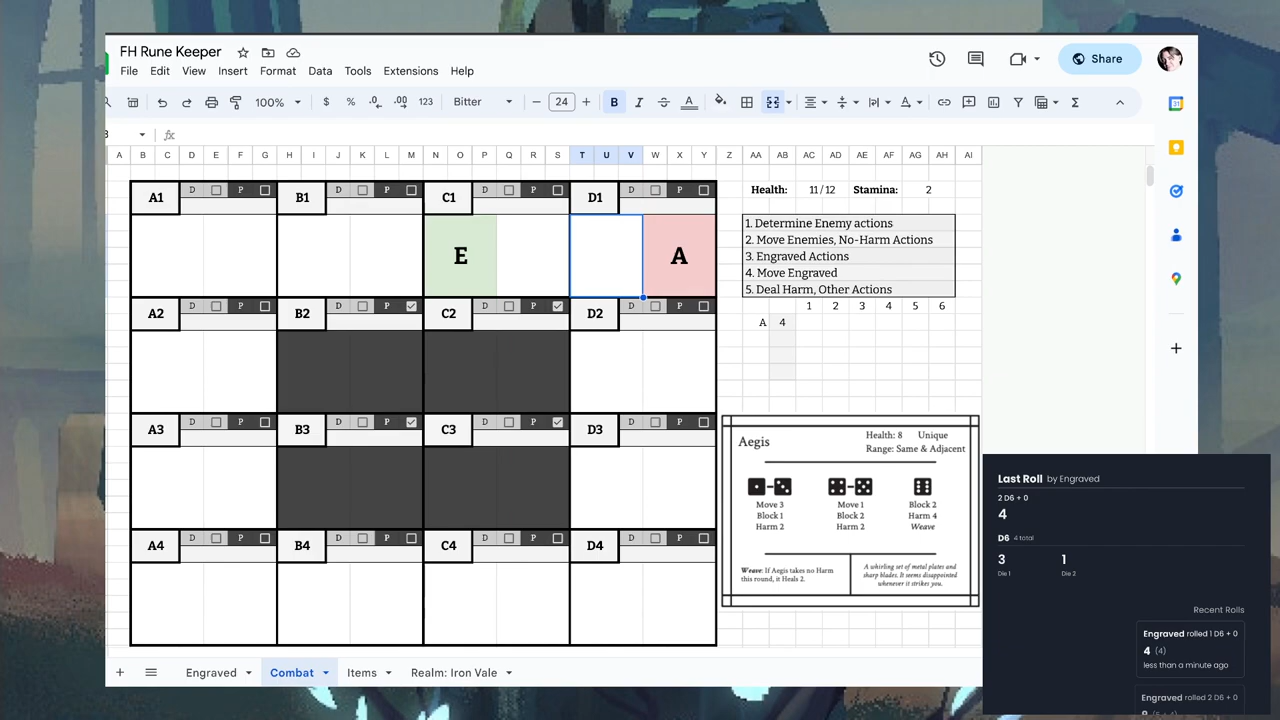 FH Rune Keeper
File Edit View Insert Format Data Tools Extensions Help
Share
100% $ % .0 .00 123 Bitter 24 B I A
fx
A B C D E F G H I J K L M N O P Q R S T U V W X Y Z AA AB AC AD AE AF AG AH AI
A1 D P B1 D P C1 D P D1 D P
E A
A2 D P B2 D P C2 D P D2 D P
A3 D P B3 D P C3 D P D3 D P
A4 D P B4 D P C4 D P D4 D P
Health: 11 / 12 Stamina: 2
1. Determine Enemy actions
2. Move Enemies, No-Harm Actions
3. Engraved Actions
4. Move Engraved
5. Deal Harm, Other Actions
1 2 3 4 5 6
A 4
Aegis
Health: 8 Unique
Range: Same & Adjacent
Move 3 Move 1 Block 2
Block 1 Block 2 Harm 4
Harm 2 Harm 2 Weave
Weave: If Aegis takes no Harm
this round, it Heals 2.
A whirling set of metal plates and
sharp blades. It seems disappointed
whenever it strikes you.
Engraved Combat Items Realm: Iron Vale
Last Roll by Engraved
2 D6 + 0
4
D6 4 total
3 1
Die 1 Die 2
Recent Rolls
Engraved rolled 1 D6 + 0
4 (4)
less than a minute ago
Engraved rolled 2 D6 + 0